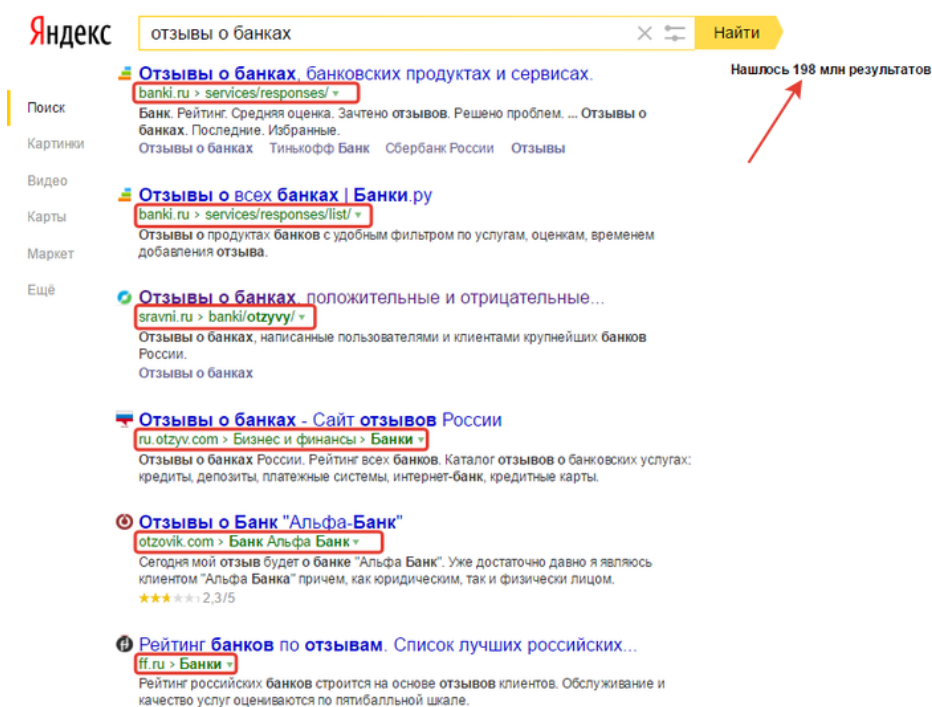 Яндекс
отзывы о банках
Найти
Нашлось 198 млн результатов
Поиск
Картинки
Видео
Карты
Маркет
Ещё
Отзывы о банках, банковских продуктах и сервисах.
banki.ru › services/responses/
Банк. Рейтинг. Средняя оценка. Зачтено отзывов. Решено проблем. ... Отзывы о
банках. Последние. Избранные.
Отзывы о банках Тинькофф Банк Сбербанк России Отзывы
Отзывы о всех банках | Банки.ру
banki.ru › services/responses/list/
Отзывы о продуктах банков с удобным фильтром по услугам, оценкам, временем
добавления отзыва.
Отзывы о банках, положительные и отрицательные...
sravni.ru › banki/otzyvy/
Отзывы о банках, написанные пользователями и клиентами крупнейших банков
России.
Отзывы о банках
Отзывы о банках - Сайт отзывов России
ru.otzyv.com › Бизнес и финансы › Банки
Отзывы о банках России. Рейтинг всех банков. Каталог отзывов о банковских услугах:
кредиты, депозиты, платежные системы, интернет-банк, кредитные карты.
Отзывы о Банк "Альфа-Банк"
otzovik.com › Банк Альфа Банк
Сегодня мой отзыв будет о банке "Альфа Банк". Уже достаточно давно я являюсь
клиентом "Альфа Банка" причем, как юридическим, так и физически лицом.
2,3/5
Рейтинг банков по отзывам. Список лучших российских...
ff.ru › Банки
Рейтинг российских банков строится на основе отзывов клиентов. Обслуживание и
качество услуг оцениваются по пятибалльной шкале.